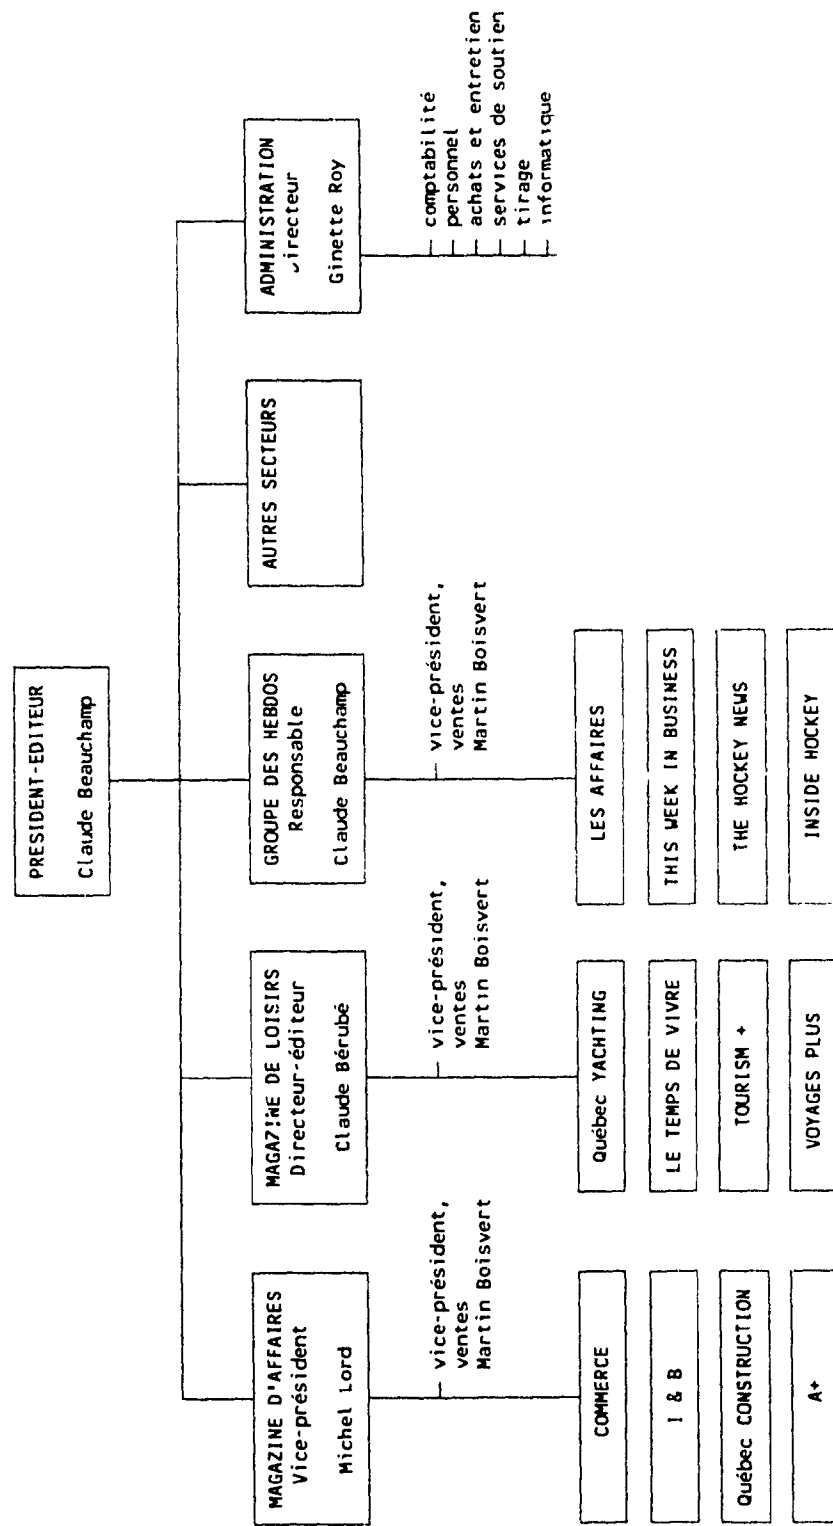 PRESIDENT-EDITEUR
Claude Beauchamp
MAGAZINE D'AFFAIRES
Vice-président
Michel Lord
vice-président,
ventes
Martin Boisvert
COMMERCE
I & B
Québec CONSTRUCTION
A+
MAGAZINE DE LOISIRS
Directeur-éditeur
Claude Bérubé
vice-président,
ventes
Martin Boisvert
Québec YACHTING
LE TEMPS DE VIVRE
TOURISM +
VOYAGES PLUS
GROUPE DES HEBDOS
Responsable
Claude Beauchamp
vice-président,
ventes
Martin Boisvert
LES AFFAIRES
THIS WEEK IN BUSINESS
THE HOCKEY NEWS
INSIDE HOCKEY
AUTRES SECTEURS
ADMINISTRATION
Directeur
Ginette Roy
comptabilité
personnel
achats et entretien
services de soutien
tirage
informatique